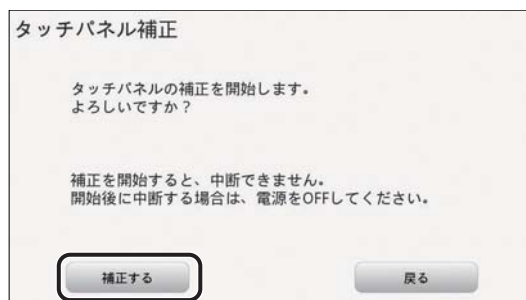 タッチパネル補正
タッチパネルの補正を開始します。
よろしいですか？
補正を開始すると、中断できません。
開始後に中断する場合は、電源をOFFしてください。
補正する
戻る